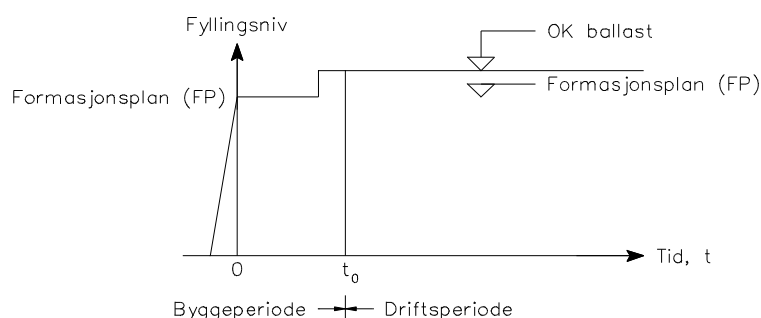 Fyllingsniv
OK ballast
Formasjonsplan (FP)
Formasjonsplan (FP)
Tid, t
0
t₀
Byggeperiode
Driftsperiode